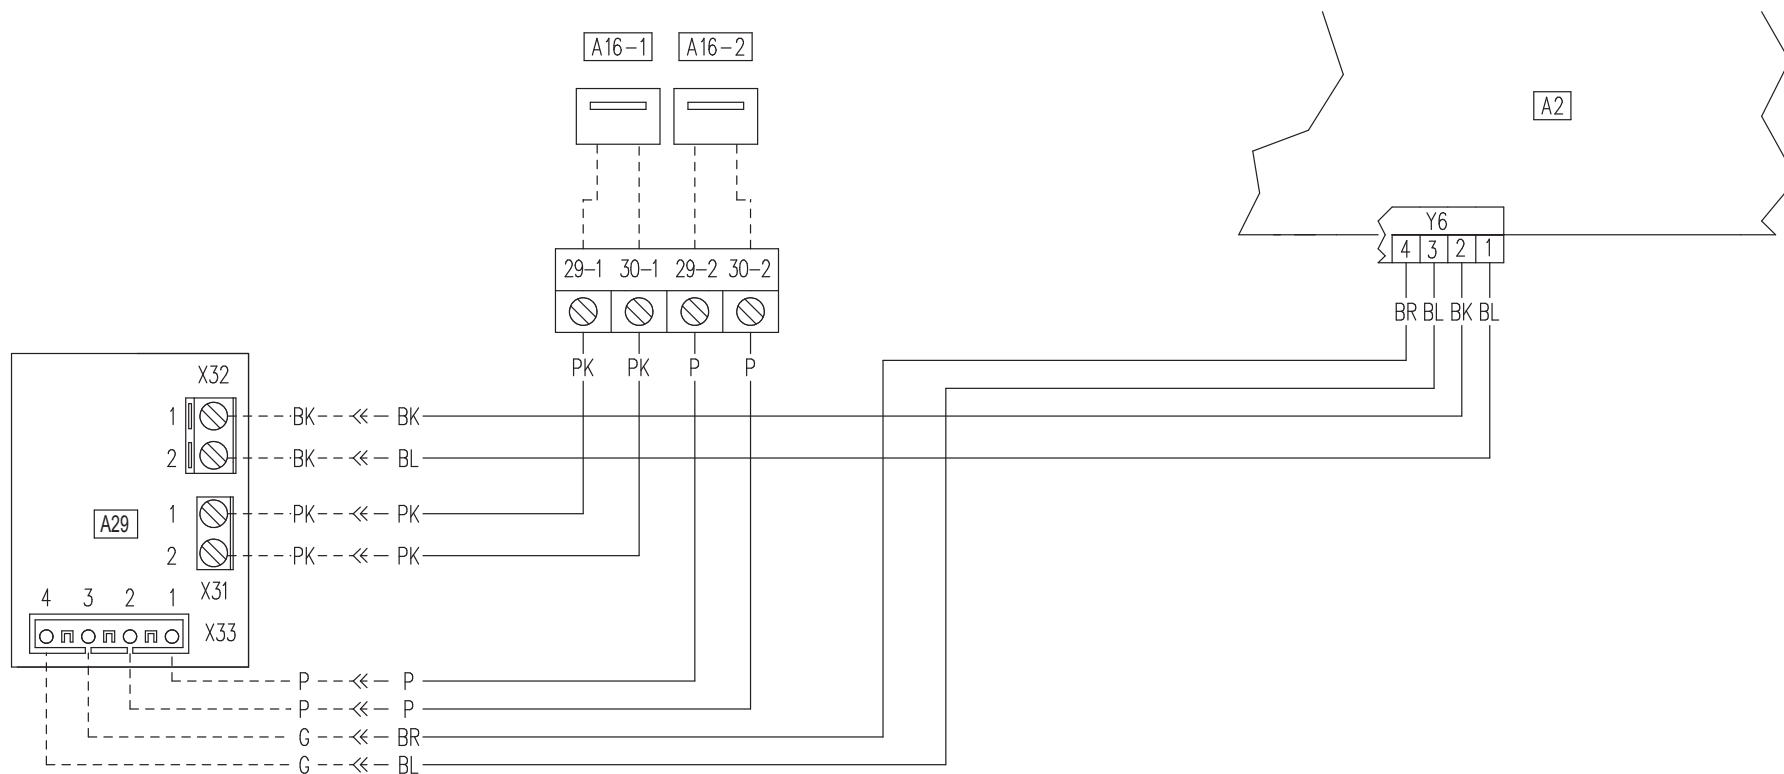 A16-1 A16-2
A2
Y6
4 3 2 1
BR BL BK BL
29-1 30-1 29-2 30-2
PK PK P P
X32
1 BK BK
2 BK BL
A29
1 PK PK
2 PK PK
X31
4 3 2 1
X33
P P
P P
G BR
G BL